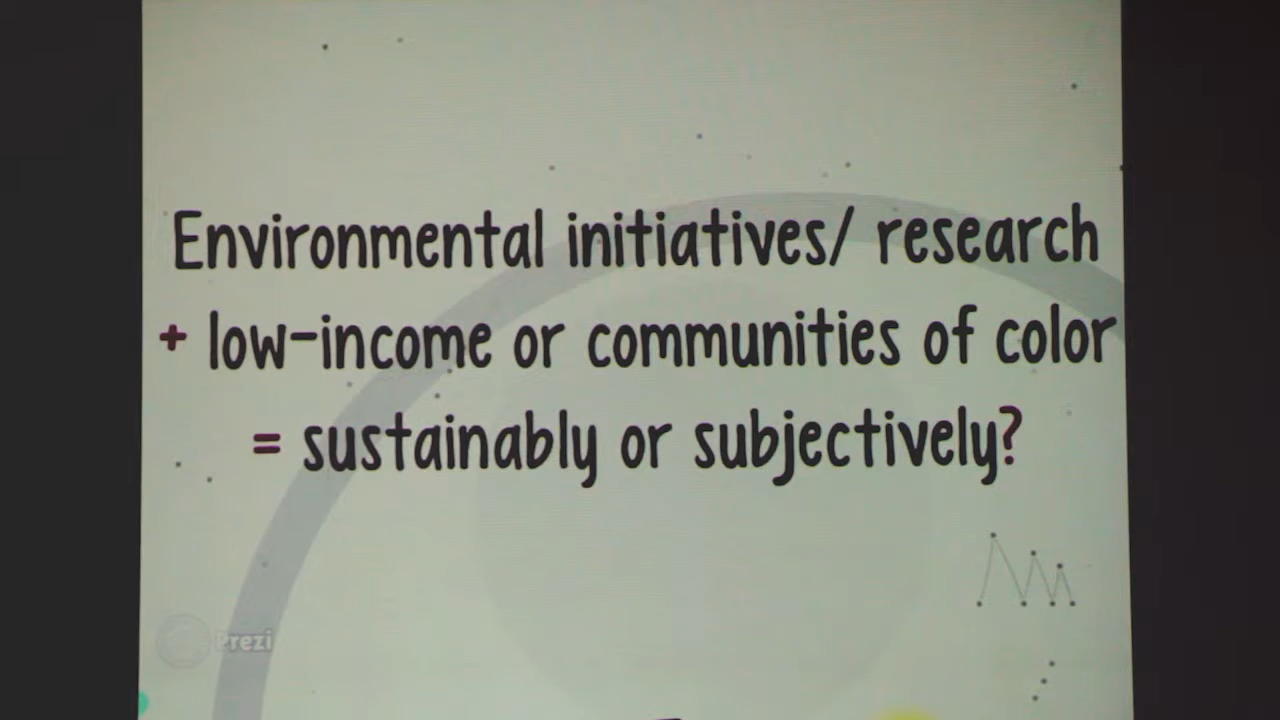 Environmental initiatives/ research
+ low-income or communities of color
= sustainably or subjectively?
Prezi